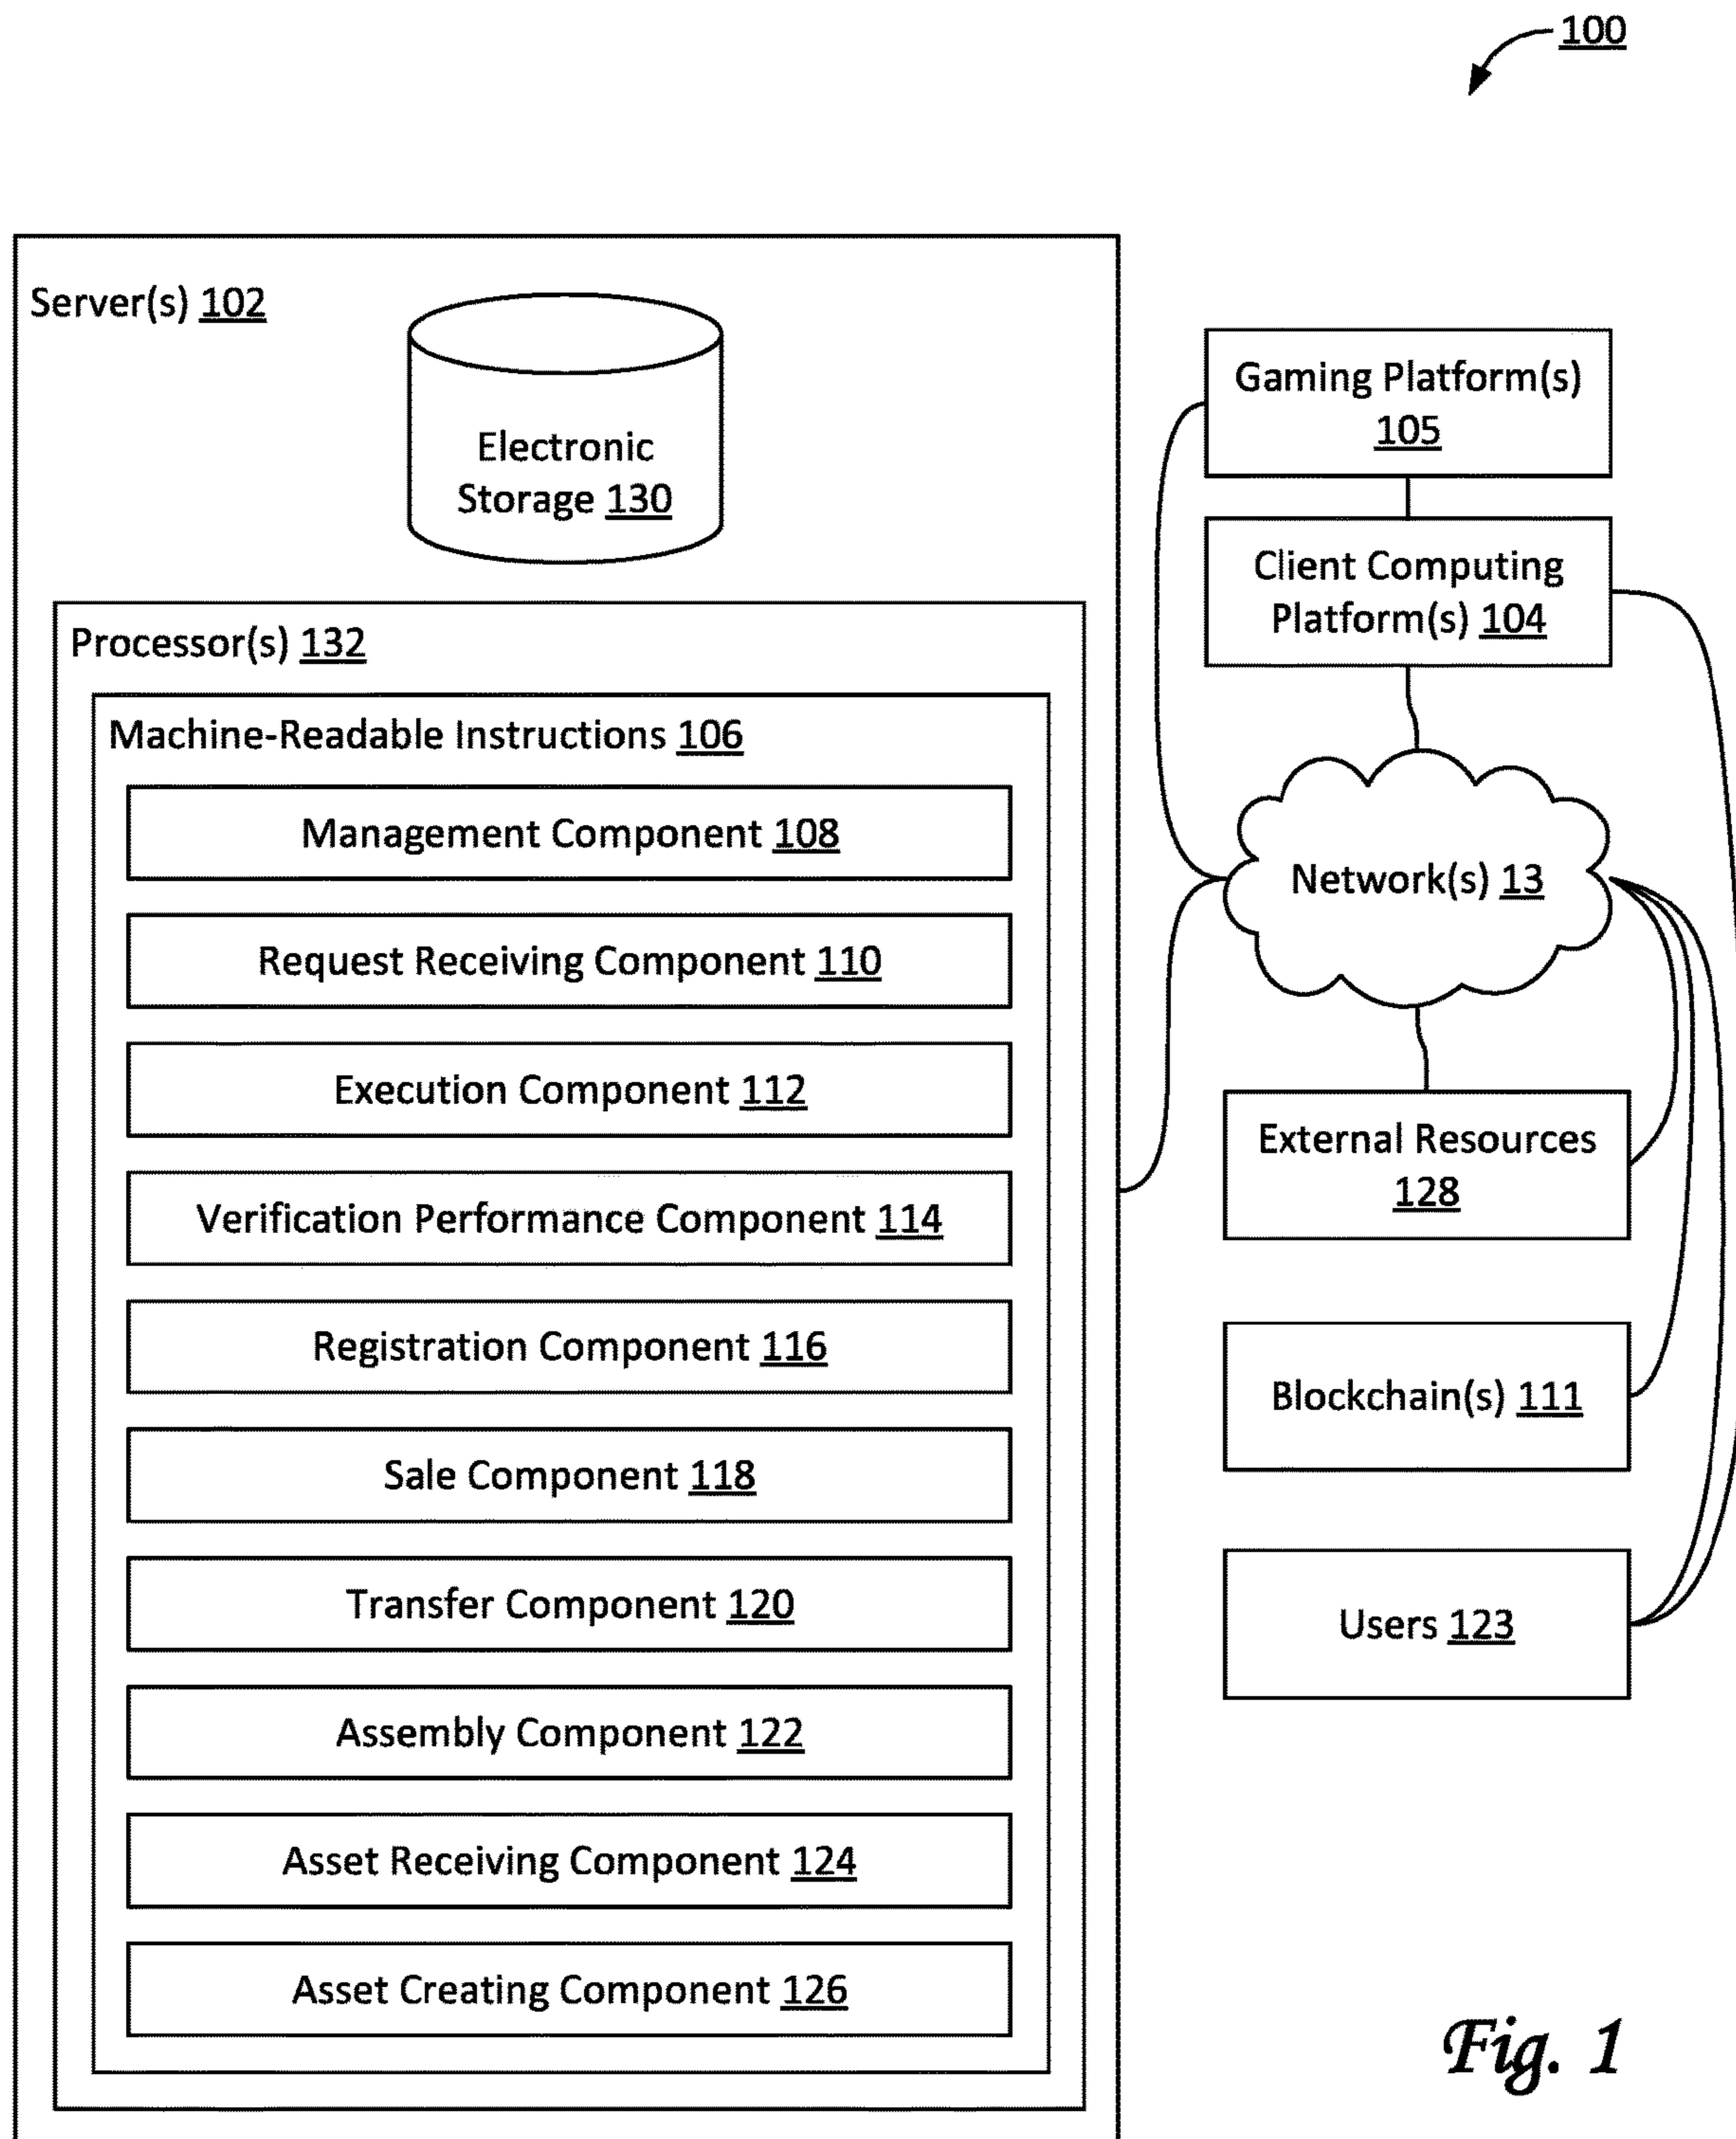 100
Server(s) 102
Electronic
Storage 130
Processor(s) 132
Machine-Readable Instructions 106
Management Component 108
Request Receiving Component 110
Execution Component 112
Verification Performance Component 114
Registration Component 116
Sale Component 118
Transfer Component 120
Assembly Component 122
Asset Receiving Component 124
Asset Creating Component 126
Gaming Platform(s)
105
Client Computing
Platform(s) 104
Network(s) 13
External Resources
128
Blockchain(s) 111
Users 123
Fig. 1